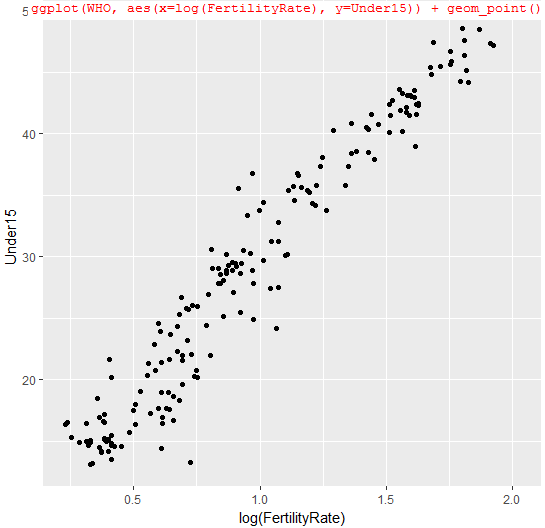 ggplot(WHO, aes(x=log(FertilityRate), y=Under15)) + geom_point()
5
40
30
20
Under15
0.5
1.0
1.5
2.0
log(FertilityRate)